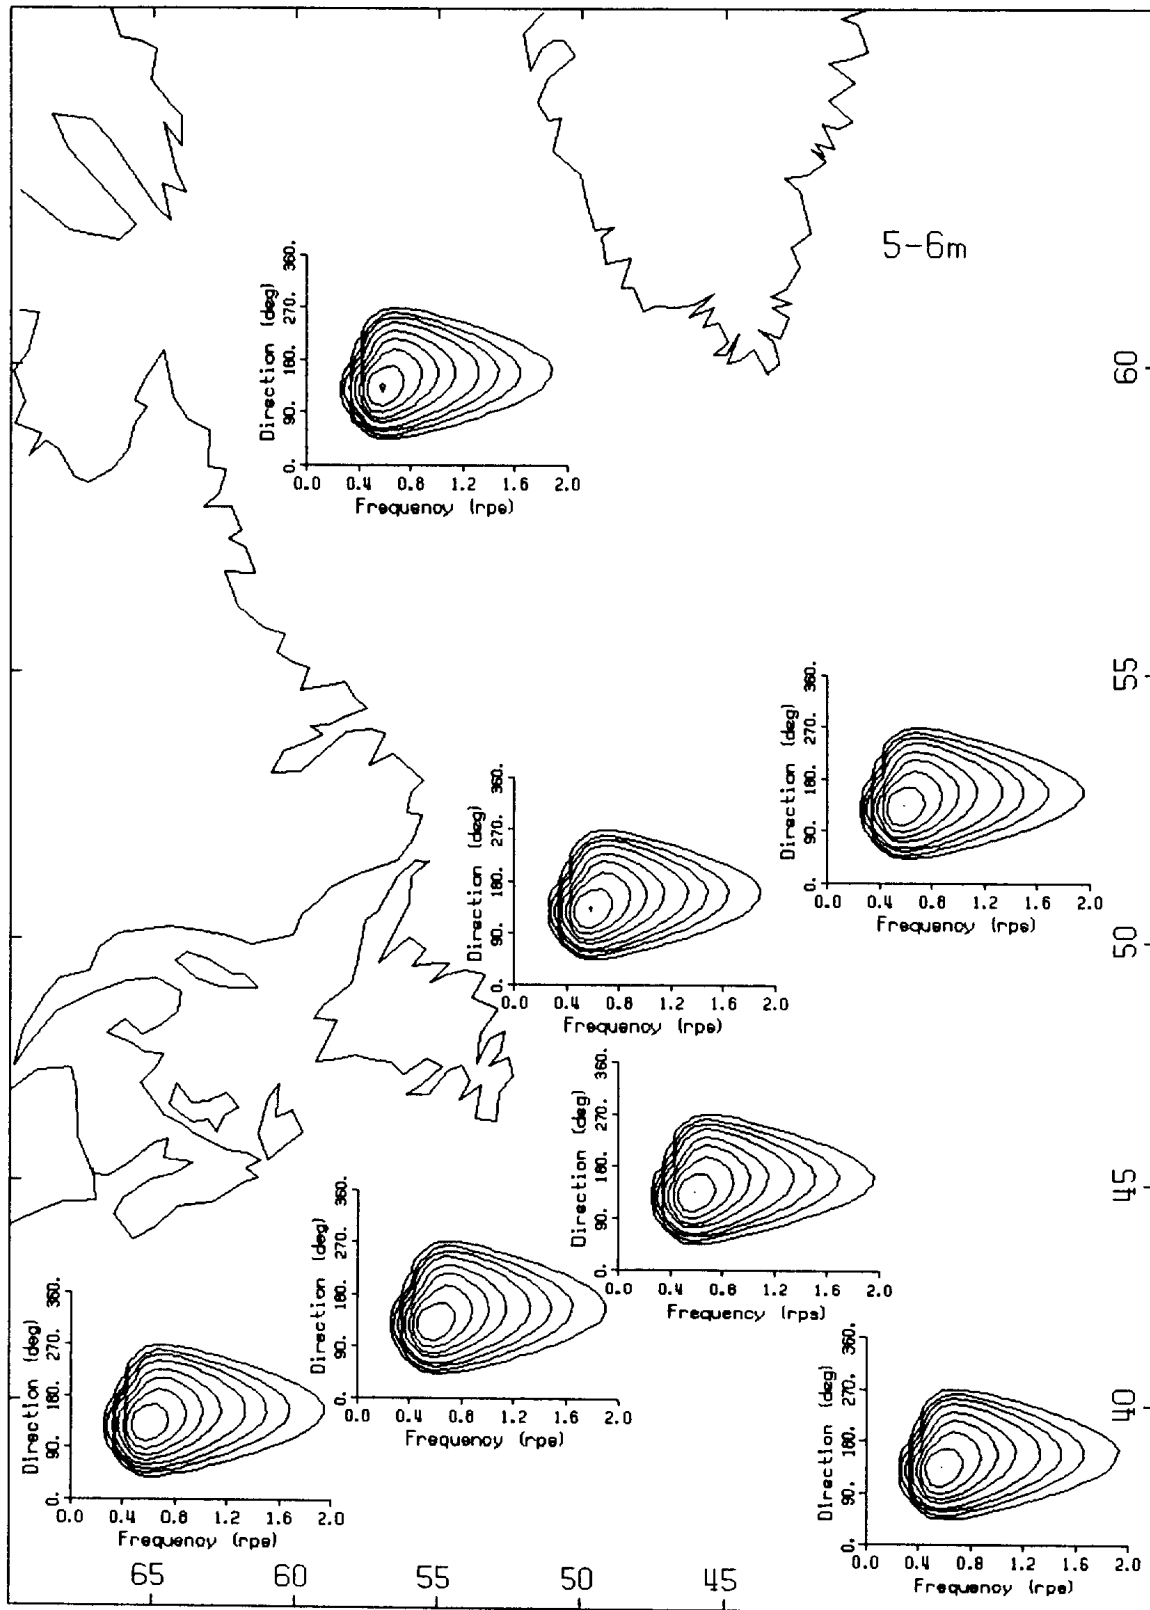 5-6m
360.
270.
180.
90.
0.
Direction (deg)
0.0 0.4 0.8 1.2 1.6 2.0
Frequency (rps)
60
360.
270.
180.
90.
0.
Direction (deg)
0.0 0.4 0.8 1.2 1.6 2.0
Frequency (rps)
55
360.
270.
180.
90.
0.
Direction (deg)
0.0 0.4 0.8 1.2 1.6 2.0
Frequency (rps)
50
360.
270.
180.
90.
0.
Direction (deg)
0.0 0.4 0.8 1.2 1.6 2.0
Frequency (rps)
45
360.
270.
180.
90.
0.
Direction (deg)
0.0 0.4 0.8 1.2 1.6 2.0
Frequency (rps)
360.
270.
180.
90.
0.
Direction (deg)
0.0 0.4 0.8 1.2 1.6 2.0
Frequency (rps)
360.
270.
180.
90.
0.
Direction (deg)
0.0 0.4 0.8 1.2 1.6 2.0
Frequency (rps)
40
65 60 55 50 45